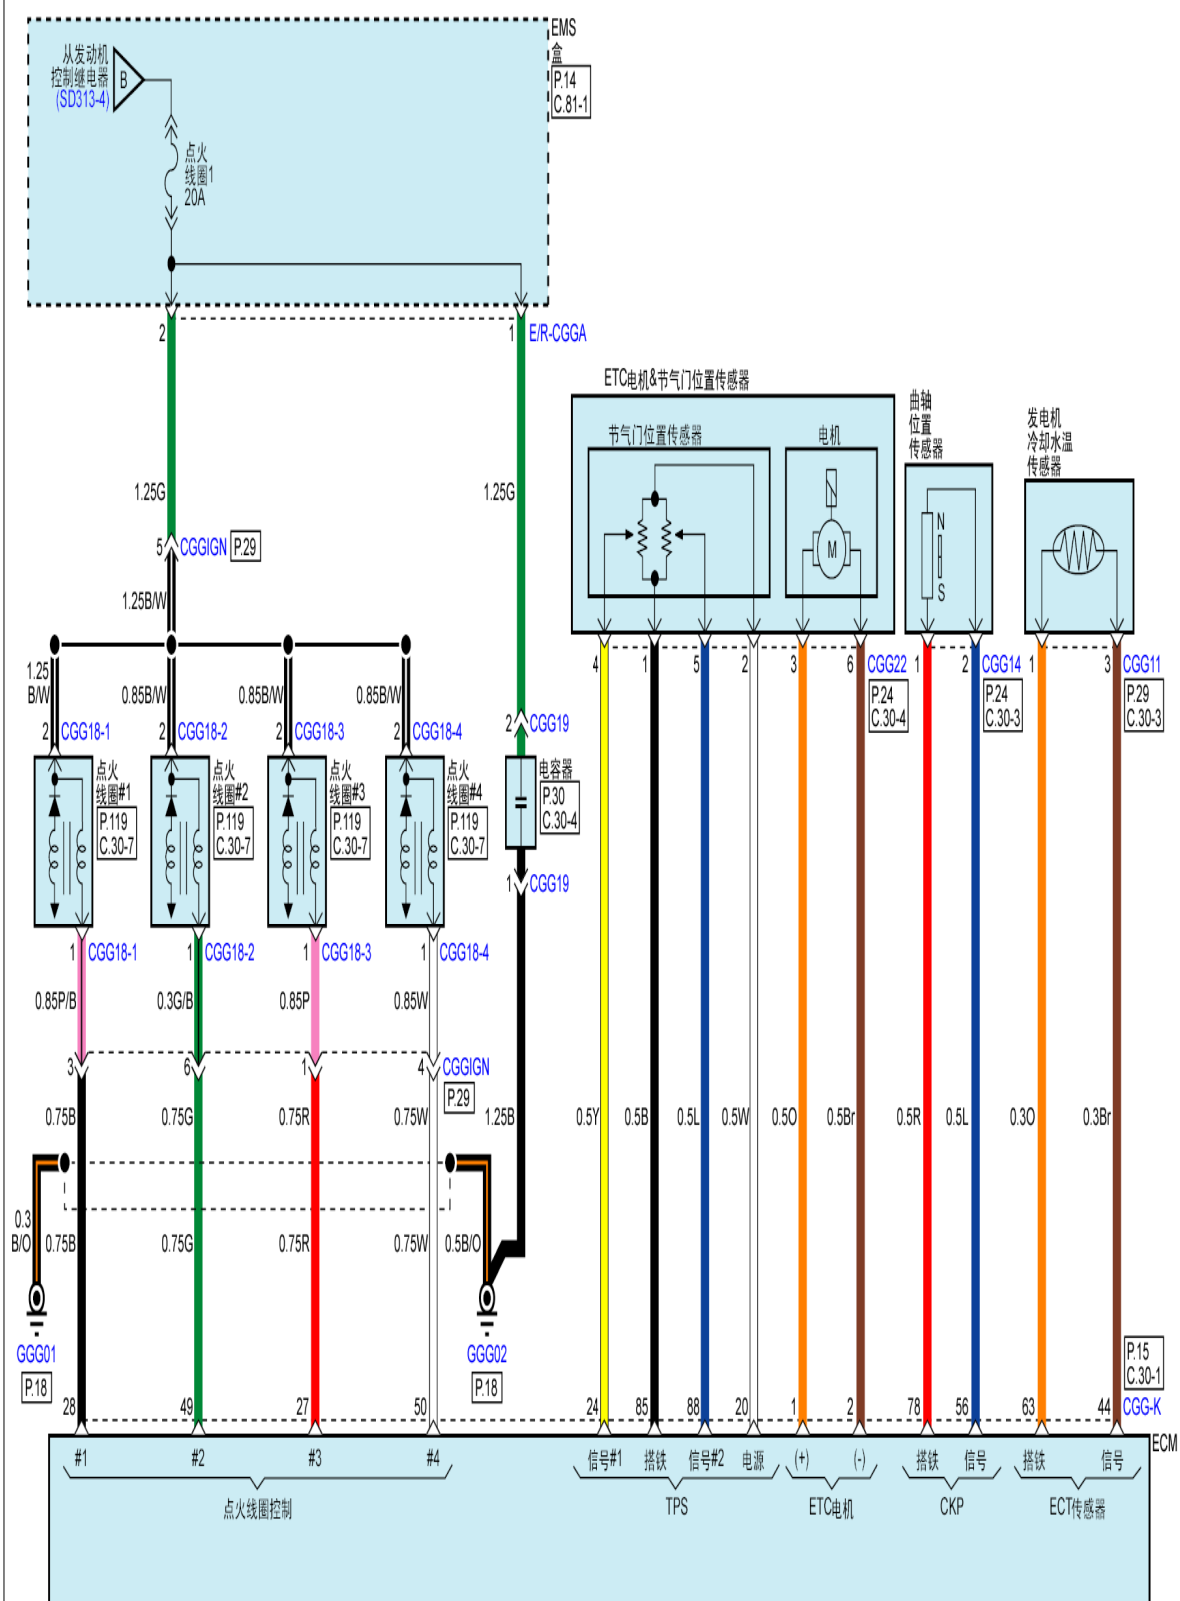 EMS
盒
P.14
C.81-1
从发动机
控制继电器
(SD313-4)
B
点火
线圈1
20A
2
1
E/R-CGGA
1.25G
1.25G
5
CGGIGN
P.29
1.25B/W
1.25
B/W
0.85B/W
0.85B/W
0.85B/W
2
CGG18-1
2
CGG18-2
2
CGG18-3
2
CGG18-4
2
CGG19
点火
线圈#1
P.119
C.30-7
点火
线圈#2
P.119
C.30-7
点火
线圈#3
P.119
C.30-7
点火
线圈#4
P.119
C.30-7
电容器
P.30
C.30-4
1
CGG19
1
CGG18-1
1
CGG18-2
1
CGG18-3
1
CGG18-4
0.85P/B
0.3G/B
0.85P
0.85W
3
6
1
4
CGGIGN
P.29
0.75B
0.75G
0.75R
0.75W
1.25B
0.3
B/O
0.75B
0.75G
0.75R
0.75W
0.5B/O
GGG01
P.18
GGG02
P.18
ETC电机&节气门位置传感器
节气门位置传感器
电机
M
曲轴
位置
传感器
N
S
发电机
冷却水温
传感器
4
1
5
2
3
6
CGG22
P.24
C.30-4
1
2
CGG14
P.24
C.30-3
1
3
CGG11
P.29
C.30-3
0.5Y
0.5B
0.5L
0.5W
0.5O
0.5Br
0.5R
0.5L
0.3O
0.3Br
P.15
C.30-1
CGG-K
28
49
27
50
24
85
88
20
1
2
78
56
63
44
ECM
#1
#2
#3
#4
信号#1
搭铁
信号#2
电源
(+)
(-)
搭铁
信号
搭铁
信号
点火线圈控制
TPS
ETC电机
CKP
ECT传感器